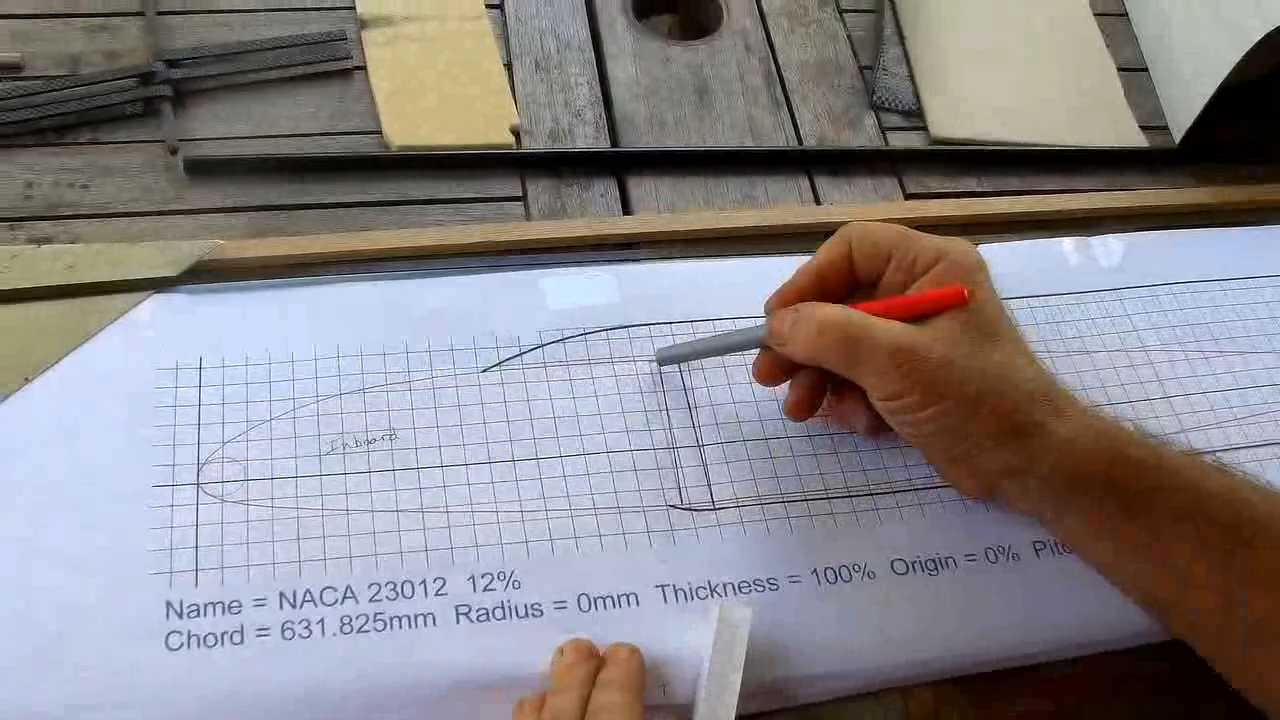 Inboard
Name = NACA 23012 12%
Thickness = 100% Origin = 0%
Chord = 631.825mm Radius = 0mm